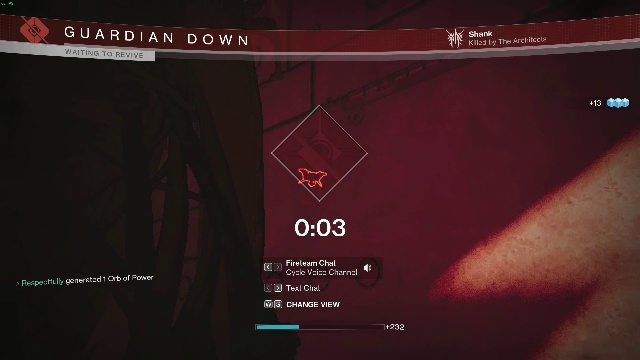 GUARDIAN DOWN
WAITING TO REVIVE
Shank
Killed by The Architects
+13
0:03
Fireteam Chat
Cycle Voice Channel
Text Chat
CHANGE VIEW
Respectfully generated 1 Orb of Power
+232